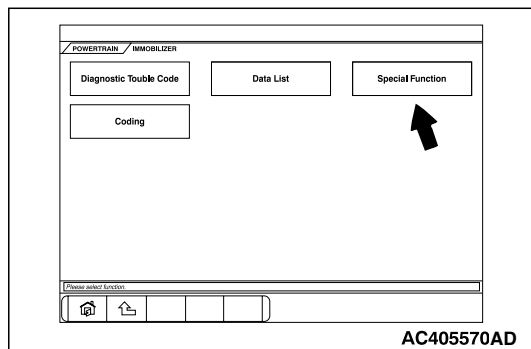 POWERTRAIN IMMOBILIZER
Diagnostic Touble Code Data List Special Function
Coding
Please select function.
AC405570AD